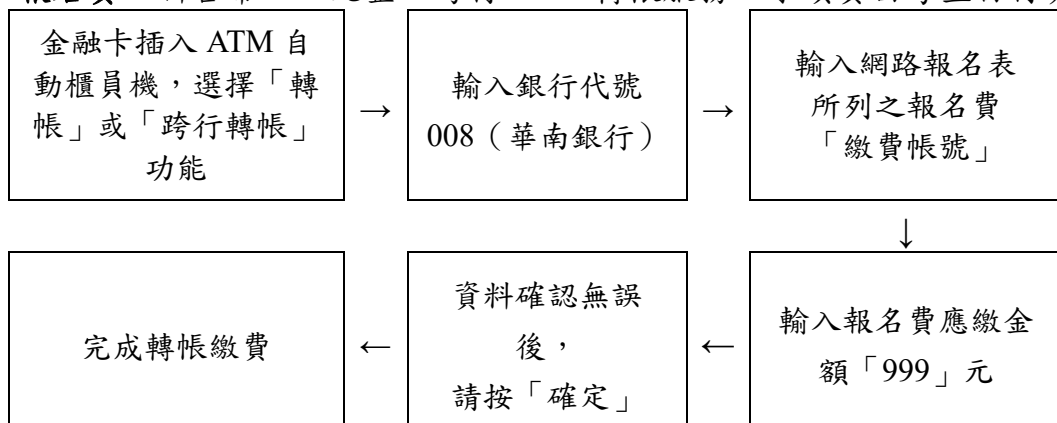 金融卡插入 ATM 自
動櫃員機，選擇「轉
帳」或「跨行轉帳」
功能
→
輸入銀行代號
008（華南銀行）
→
輸入網路報名表
所列之報名費
「繳費帳號」
↓
輸入報名費應繳金
額「999」元
←
資料確認無誤
後，
請按「確定」
←
完成轉帳繳費